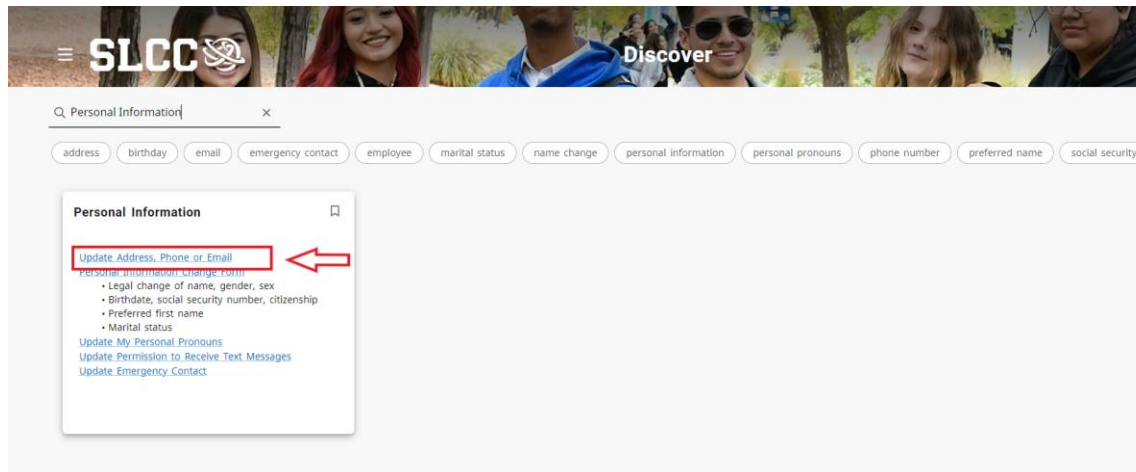 SLCC
Discover
Personal Information
address birthday email emergency contact employee marital status name change personal information personal pronouns phone number preferred name social security
Personal Information
Update Address, Phone or Email
Personal Information Change Form
• Legal change of name, gender, sex
• Birthdate, social security number, citizenship
• Preferred first name
• Marital status
Update My Personal Pronouns
Update Permission to Receive Text Messages
Update Emergency Contact